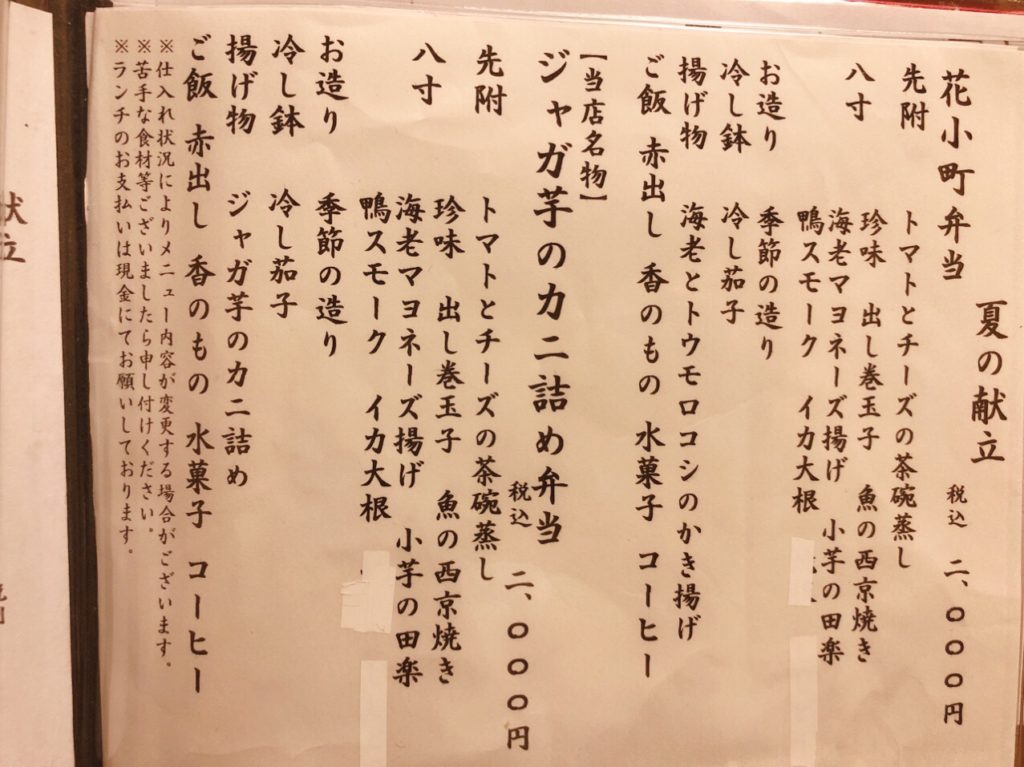 夏の献立
花小町弁当 税込 二、〇〇〇円
先附 トマトとチーズの茶碗蒸し
八寸 珍味 出し巻玉子 魚の西京焼き
海老マヨネーズ揚げ 小芋の田楽
鴨スモーク イカ大根
お造り 季節の造り
冷し鉢 冷し茄子
揚げ物 海老とトウモロコシのかき揚げ
ご飯 赤出し 香のもの 水菓子 コーヒー
【当店名物】
ジャガ芋のカニ詰め弁当 税込 二、〇〇〇円
先附 トマトとチーズの茶碗蒸し
八寸 珍味 出し巻玉子 魚の西京焼き
海老マヨネーズ揚げ 小芋の田楽
鴨スモーク イカ大根
お造り 季節の造り
冷し鉢 冷し茄子
揚げ物 ジャガ芋のカニ詰め
ご飯 赤出し 香のもの 水菓子 コーヒー
※仕入れ状況によりメニュー内容が変更する場合がございます。
※苦手な食材等ございましたら申し付けください。
※ランチのお支払いは現金にてお願いしております。
献立